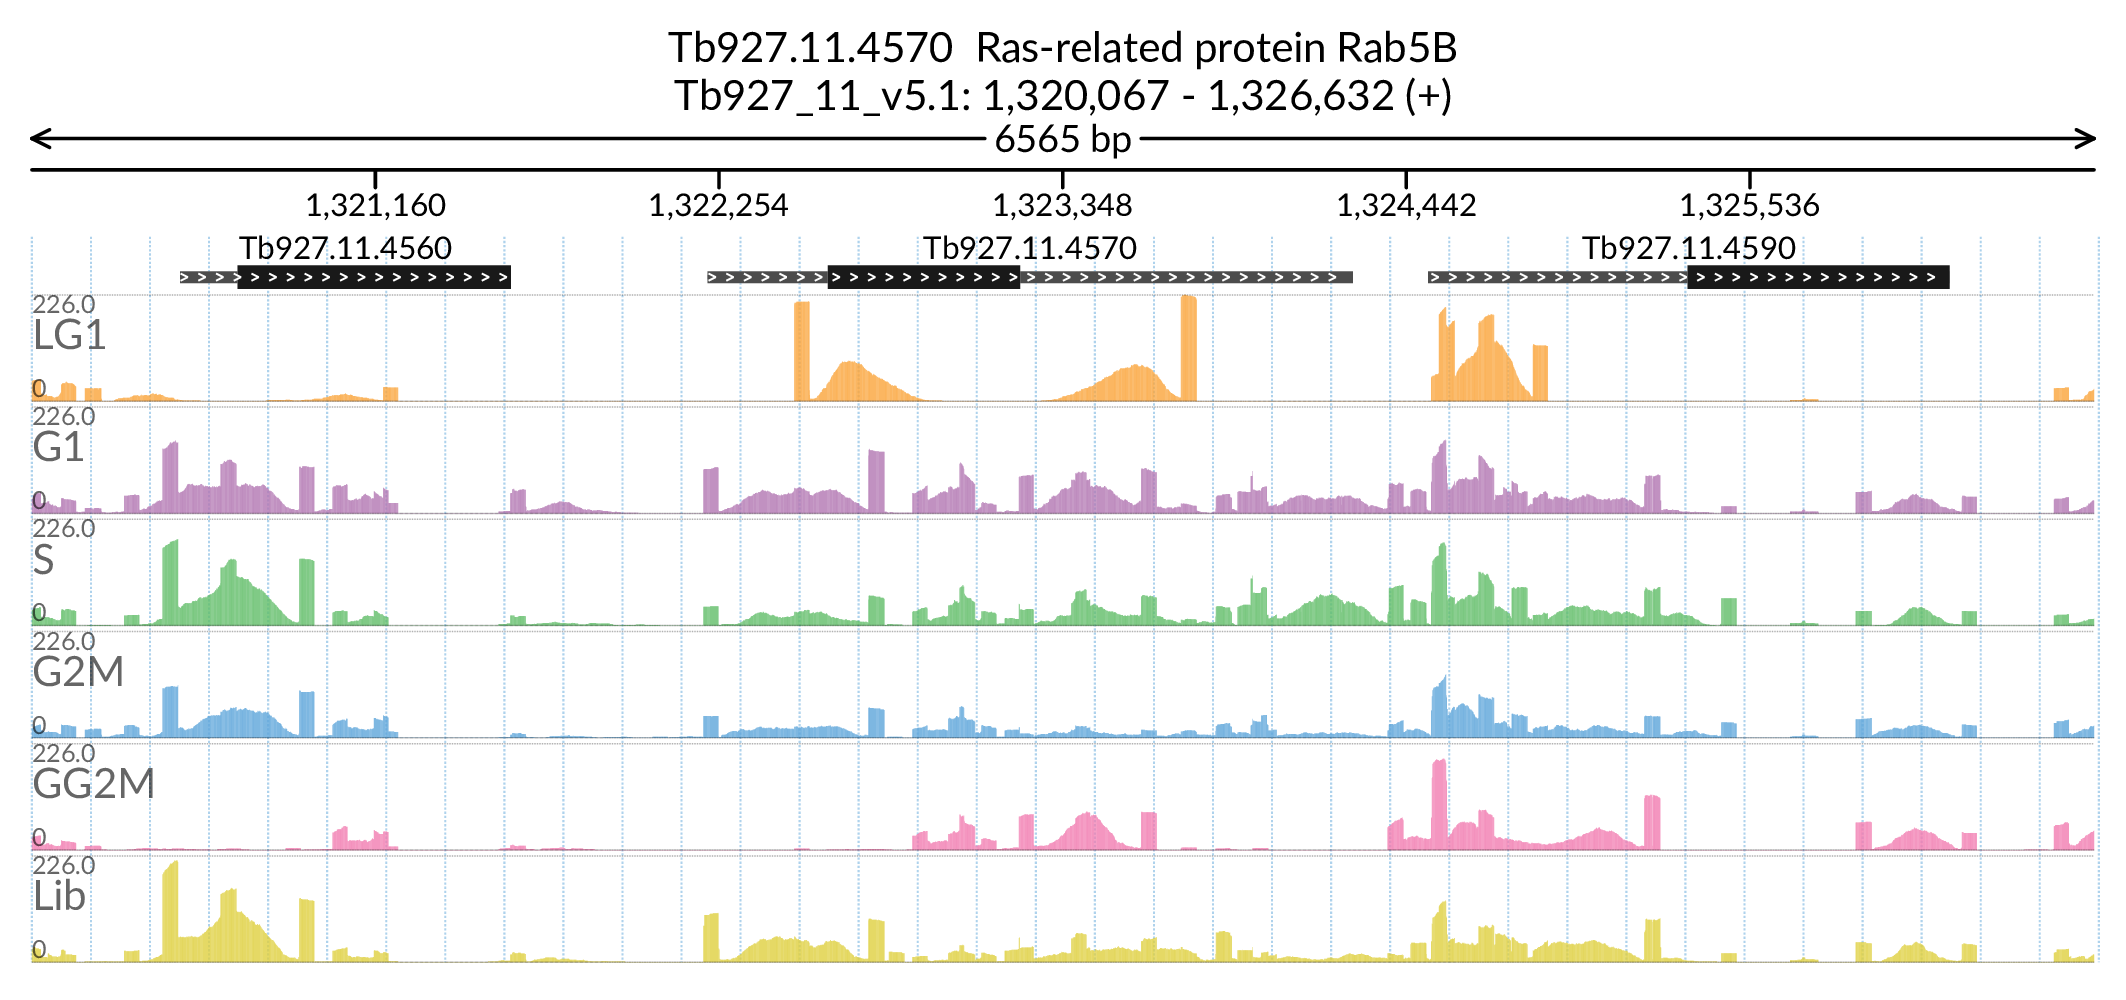 Tb927.11.4570 Ras-related protein Rab5B
Tb927_11_v5.1: 1,320,067 - 1,326,632 (+)
6565 bp
1,321,160 1,322,254 1,323,348 1,324,442 1,325,536
Tb927.11.4560 Tb927.11.4570 Tb927.11.4590
226.0
LG1
0
226.0
G1
0
226.0
S
0
226.0
G2M
0
226.0
GG2M
0
226.0
Lib
0